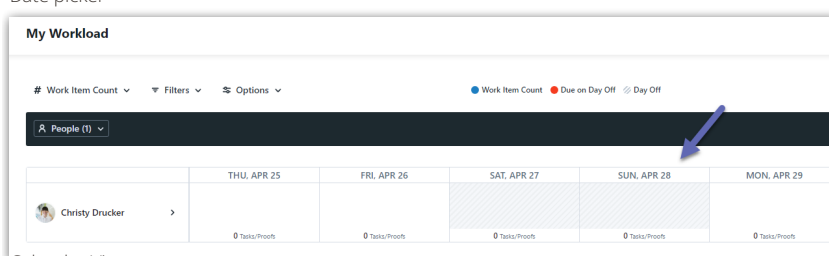 Date picker
My Workload
# Work Item Count Filters Options Work Item Count Due on Day Off Day Off
People (1)
THU, APR 25 FRI, APR 26 SAT, APR 27 SUN, APR 28 MON, APR 29
Christy Drucker
0 Tasks/Proofs 0 Tasks/Proofs 0 Tasks/Proofs 0 Tasks/Proofs 0 Tasks/Proofs